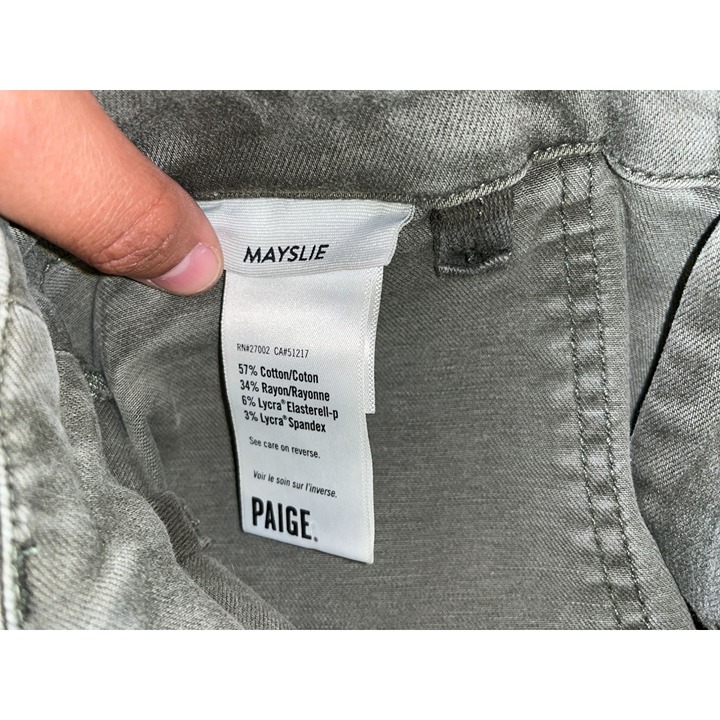 MAYSLIE
RN#27002 CA#51217
57% Cotton/Coton
34% Rayon/Rayonne
6% Lycra® Elasterell-p
3% Lycra® Spandex
See care on reverse.
Voir le soin sur l'inverse.
PAIGE.